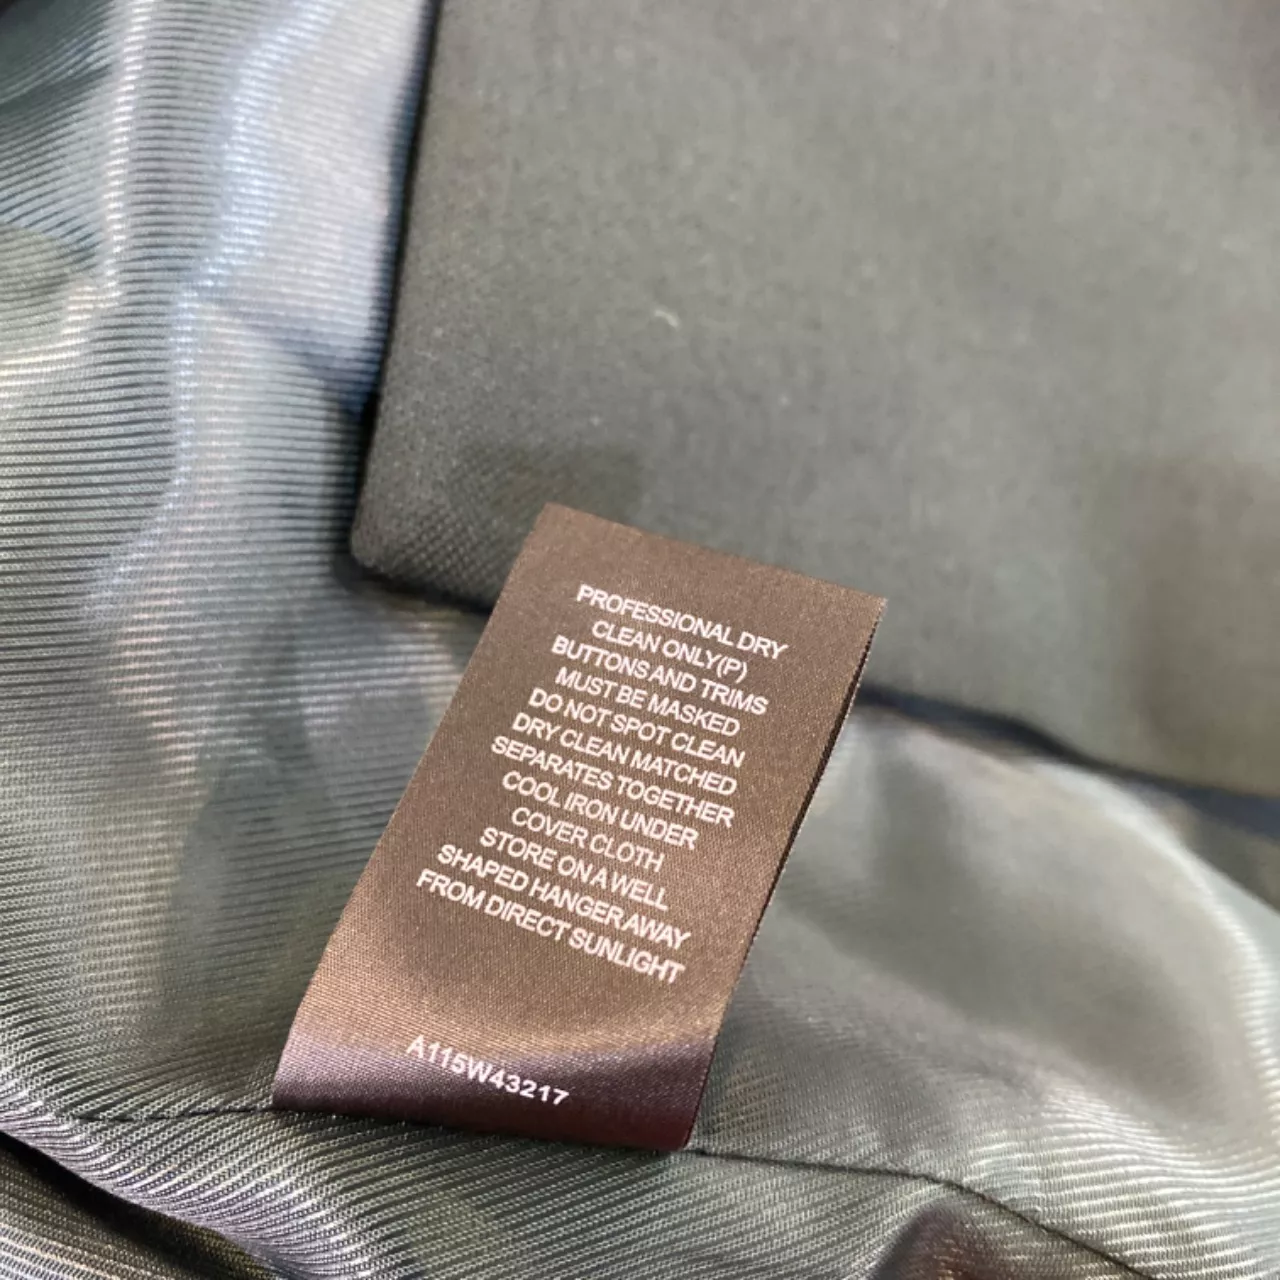 PROFESSIONAL DRY
CLEAN ONLY(P)
BUTTONS AND TRIMS
MUST BE MASKED
DO NOT SPOT CLEAN
DRY CLEAN MATCHED
SEPARATES TOGETHER
COOL IRON UNDER
COVER CLOTH
STORE ON A WELL
SHAPED HANGER AWAY
FROM DIRECT SUNLIGHT
A115W43217